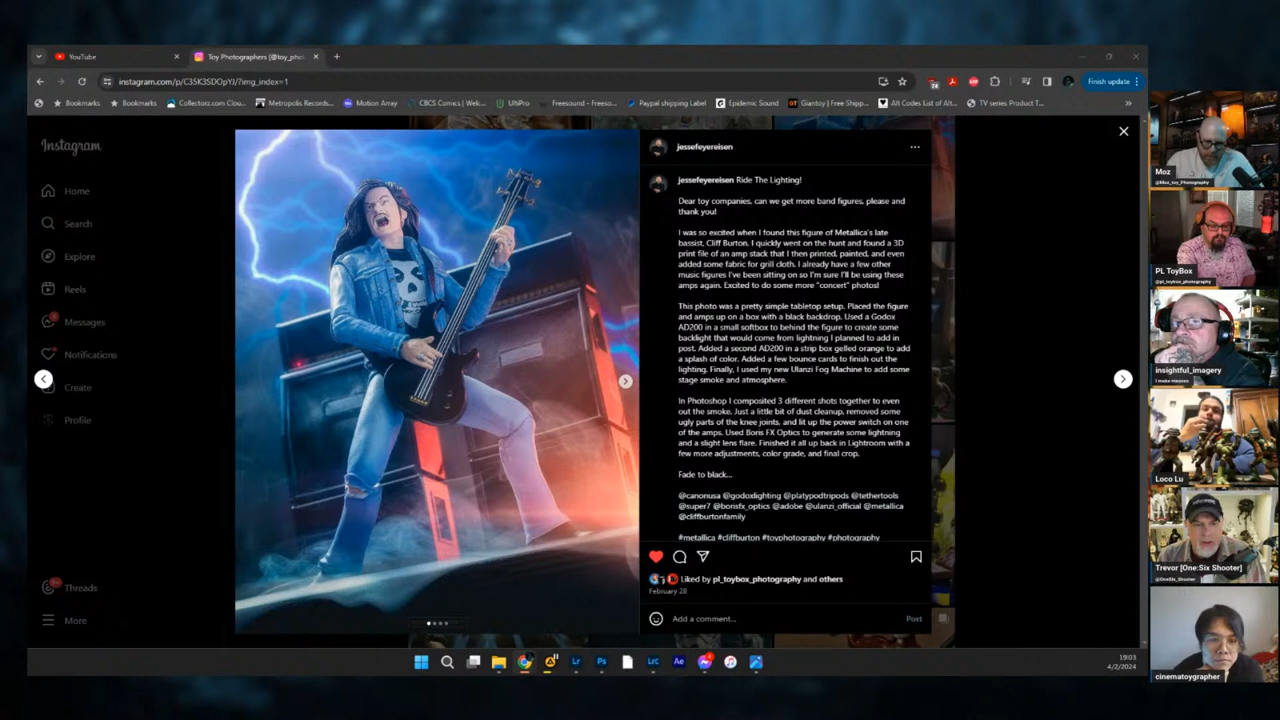 YouTube
Toy Photographers (@toy_phot
instagram.com/p/C35K3SDOpYJ/?img_index=1
Finish update
Bookmarks
Bookmarks
Collectorz.com Clou...
Metropolis Records...
Motion Array
CBCS Comics | Welc...
UltiPro
Freesound - Freeso...
Paypal shipping Label
Epidemic Sound
Giantoy | Free Shipp...
Alt Codes List of Alt...
TV series Product T...
Instagram
Home
Search
Explore
Reels
Messages
Notifications
Create
Profile
Threads
More
jessefeyereisen
jessefeyereisen Ride The Lighting!
Dear toy companies, can we get more band figures, please and
thank you!
I was so excited when I found this figure of Metallica's late
bassist, Cliff Burton. I quickly went on the hunt and found a 3D
print file of an amp stack that I then printed, painted, and even
added some fabric for grill cloth. I already have a few other
music figures I've been sitting on so I'm sure I'll be using these
amps again. Excited to do some more "concert" photos!
This photo was a pretty simple tabletop setup. Placed the figure
and amps up on a box with a black backdrop. Used a Godox
AD200 in a small softbox to behind the figure to create some
backlight that would come from lightning I planned to add in
post. Added a second AD200 in a strip box gelled orange to add
a splash of color. Added a few bounce cards to finish out the
lighting. Finally, I used my new Ulanzi Fog Machine to add some
stage smoke and atmosphere.
In Photoshop I composited 3 different shots together to even
out the smoke. Just a little bit of dust cleanup, removed some
ugly parts of the knee joints, and lit up the power switch on one
of the amps. Used Boris FX Optics to generate some lightning
and a slight lens flare. Finished it all up back in Lightroom with a
few more adjustments, color grade, and final crop.
Fade to black...
@canonusa @godoxlighting @platypodtripods @tethertools
@super7 @borisfx_optics @adobe @ulanzi_official @metallica
@cliffburtonfamily
#metallica #cliffburton #toyphotography #photography
Liked by pl_toybox_photography and others
February 28
Add a comment...
Post
Lr
Ps
Lrc
Ae
19:03
4/2/2024
Moz
@Moz_toy_Photography
PL ToyBox
@pl_toybox_photography
insightful_imagery
I make messes
Loco Lu
Trevor [One:Six Shooter]
@OneSix_Shooter
cinematoygrapher